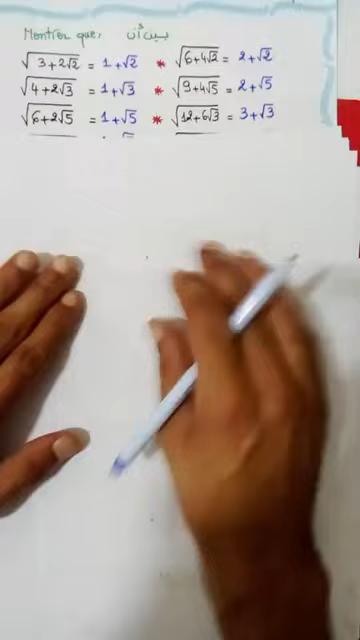 Montrer que: بين أن
√3+2√2 = 1+√2 * √6+4√2 = 2+√2
√4+2√3 = 1+√3 * √9+4√5 = 2+√5
√6+2√5 = 1+√5 * √12+6√3 = 3+√3